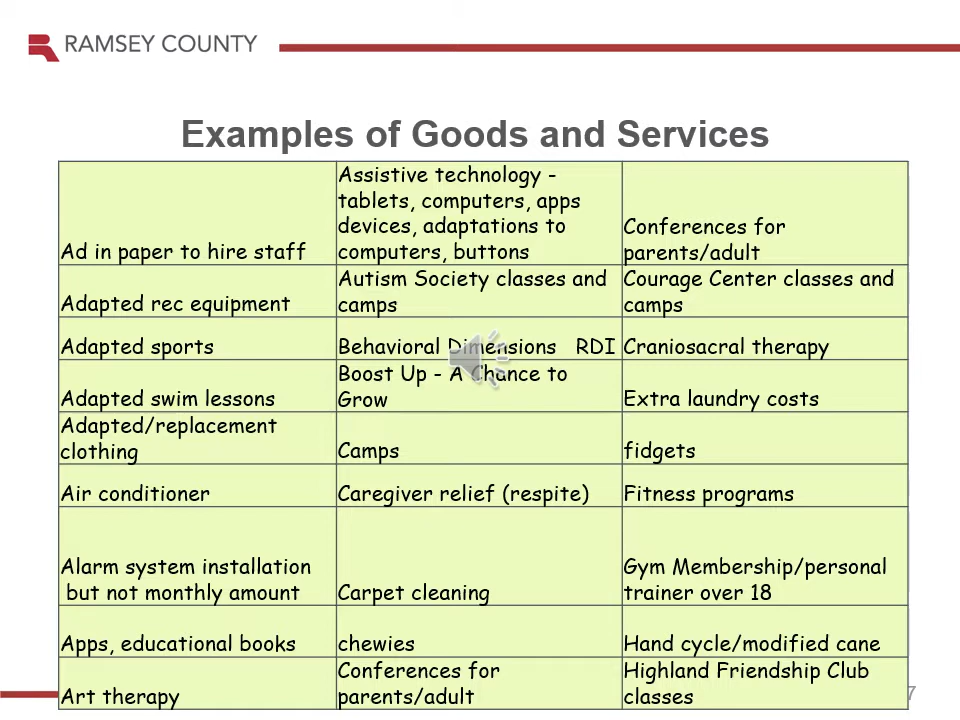 RAMSEY COUNTY
Examples of Goods and Services
Ad in paper to hire staff
Assistive technology -
tablets, computers, apps
devices, adaptations to
computers, buttons
Conferences for
parents/adult
Adapted rec equipment
Autism Society classes and
camps
Courage Center classes and
camps
Adapted sports
Behavioral Dimensions RDI
Craniosacral therapy
Adapted swim lessons
Boost Up - A Chance to
Grow
Extra laundry costs
Adapted/replacement
clothing
Camps
fidgets
Air conditioner
Caregiver relief (respite)
Fitness programs
Alarm system installation
but not monthly amount
Carpet cleaning
Gym Membership/personal
trainer over 18
Apps, educational books
chewies
Hand cycle/modified cane
Art therapy
Conferences for
parents/adult
Highland Friendship Club
classes
7